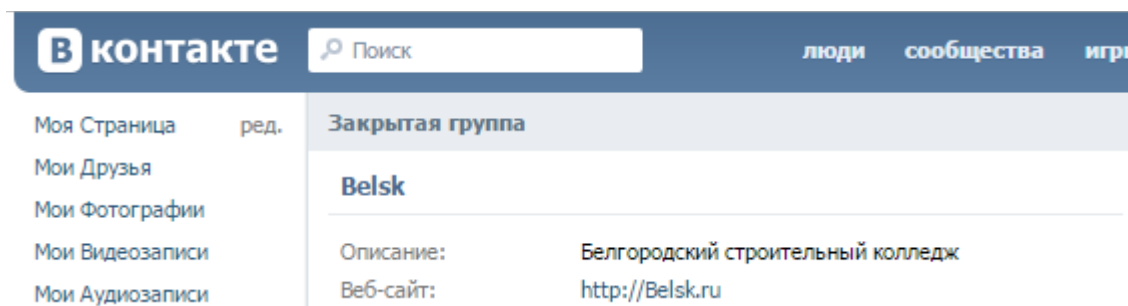 В контакте Поиск люди сообщества игры
Моя Страница ред.
Мои Друзья
Мои Фотографии
Мои Видеозаписи
Мои Аудиозаписи
Закрытая группа
Belsk
Описание: Белгородский строительный колледж
Веб-сайт: http://Belsk.ru